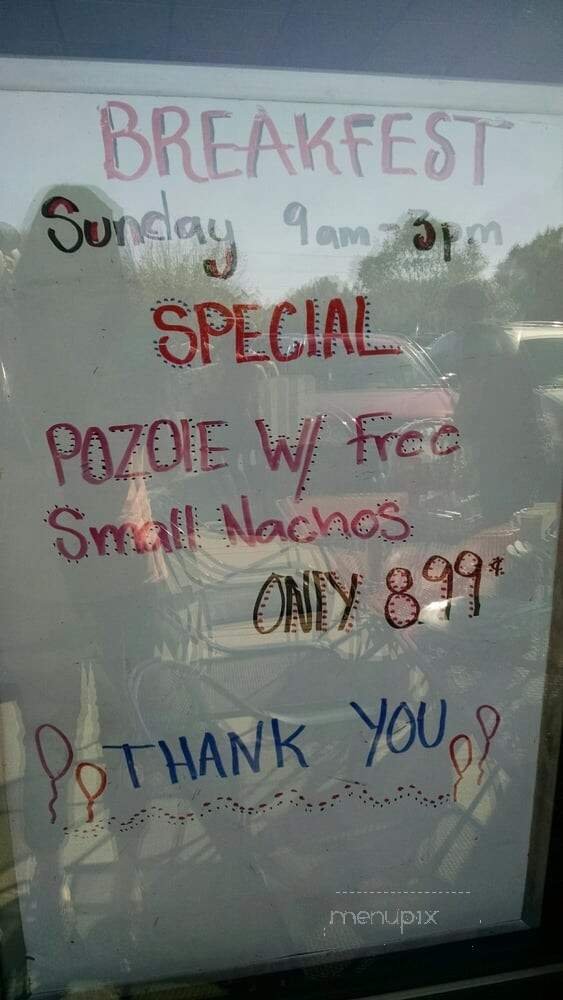 BREAKFEST
Sunday 9am-3pm
SPECIAL
POZOlE W/ free
Small Nachos
ONlY 8.99*
THANK YOU
menupix